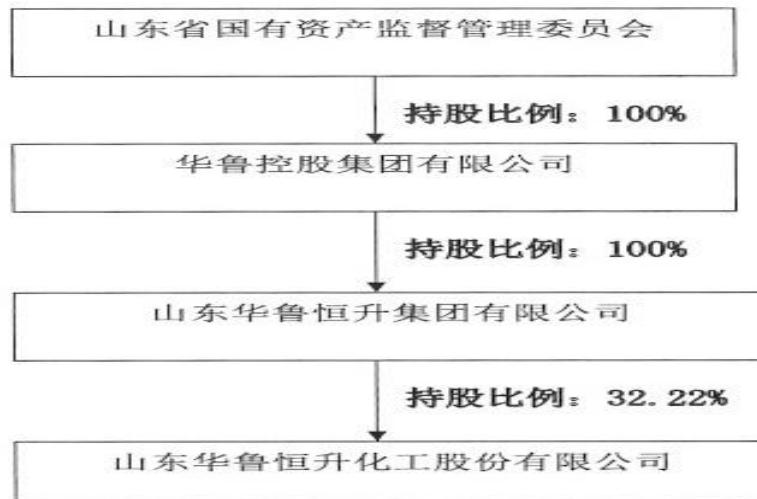 山东省国有资产监督管理委员会
持股比例：100%
华鲁控股集团有限公司
持股比例：100%
山东华鲁恒升集团有限公司
持股比例：32.22%
山东华鲁恒升化工股份有限公司